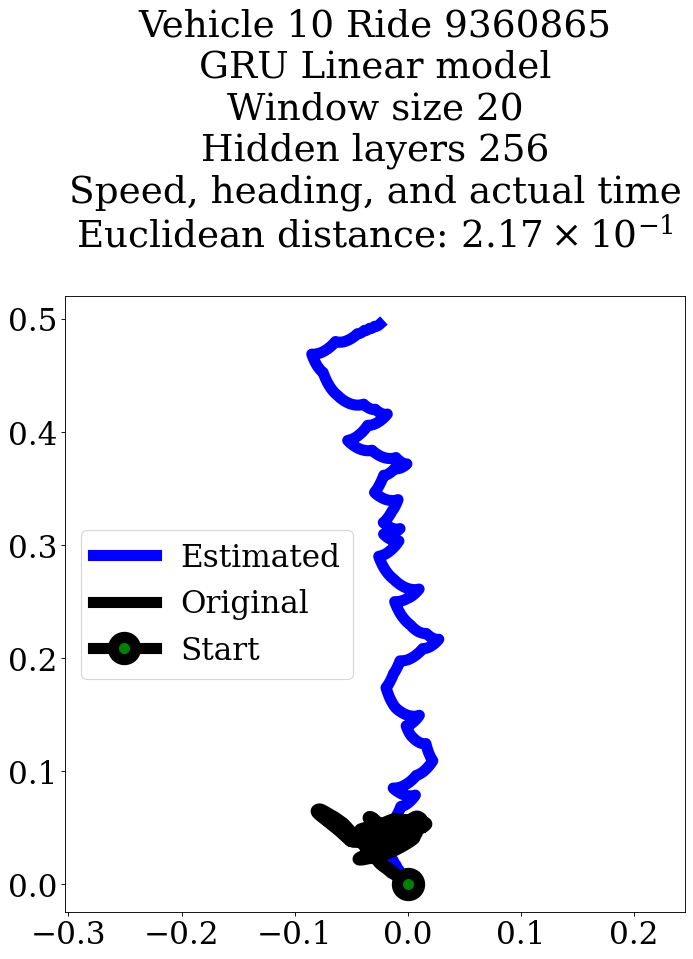 Vehicle 10 Ride 9360865
GRU Linear model
Window size 20
Hidden layers 256
Speed, heading, and actual time
Euclidean distance: 2.17 × 10⁻¹
0.5
0.4
0.3
0.2
0.1
0.0
Estimated
Original
Start
−0.3 −0.2 −0.1 0.0 0.1 0.2